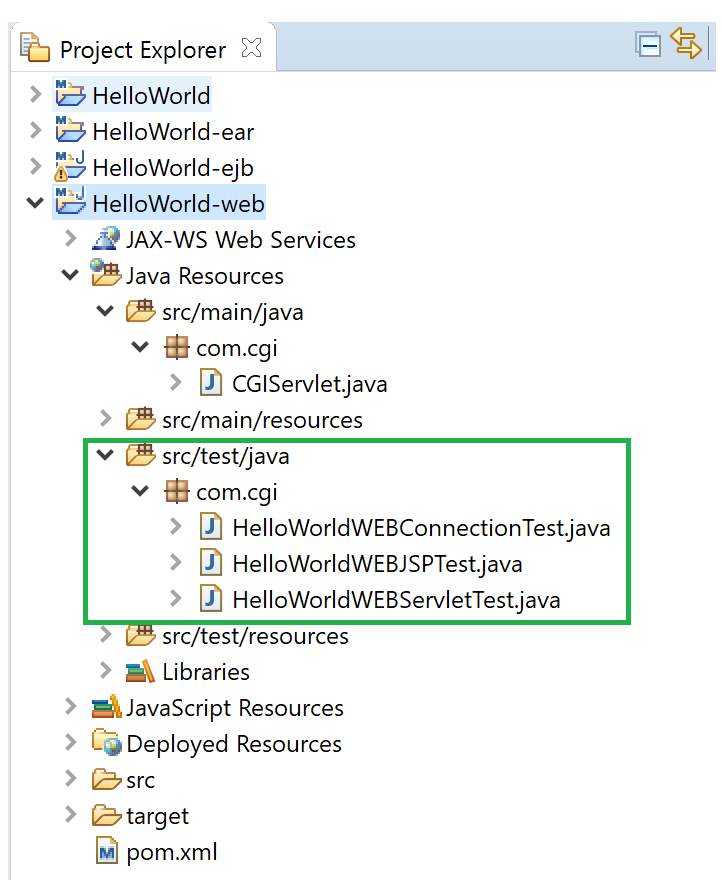 Project Explorer
HelloWorld
HelloWorld-ear
HelloWorld-ejb
HelloWorld-web
JAX-WS Web Services
Java Resources
src/main/java
com.cgi
CGIServlet.java
src/main/resources
src/test/java
com.cgi
HelloWorldWEBConnectionTest.java
HelloWorldWEBJSPTest.java
HelloWorldWEBServletTest.java
src/test/resources
Libraries
JavaScript Resources
Deployed Resources
src
target
pom.xml